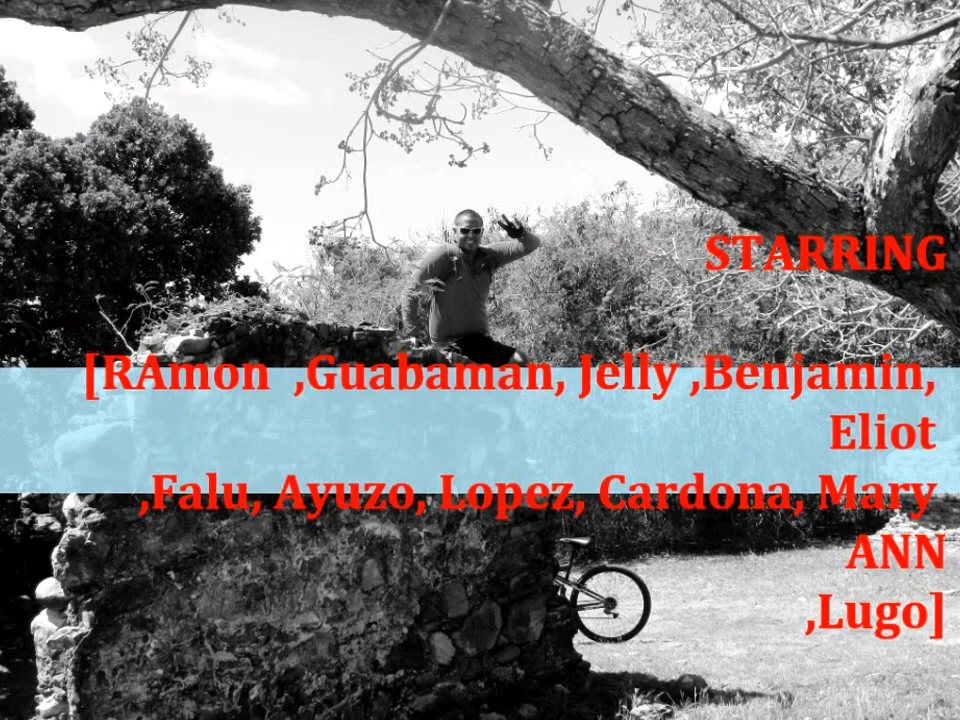 STARRING
[RAmon  ,Guabaman, Jelly ,Benjamin,
Eliot
,Falu, Ayuzo, Lopez, Cardona, Mary
ANN
,Lugo]